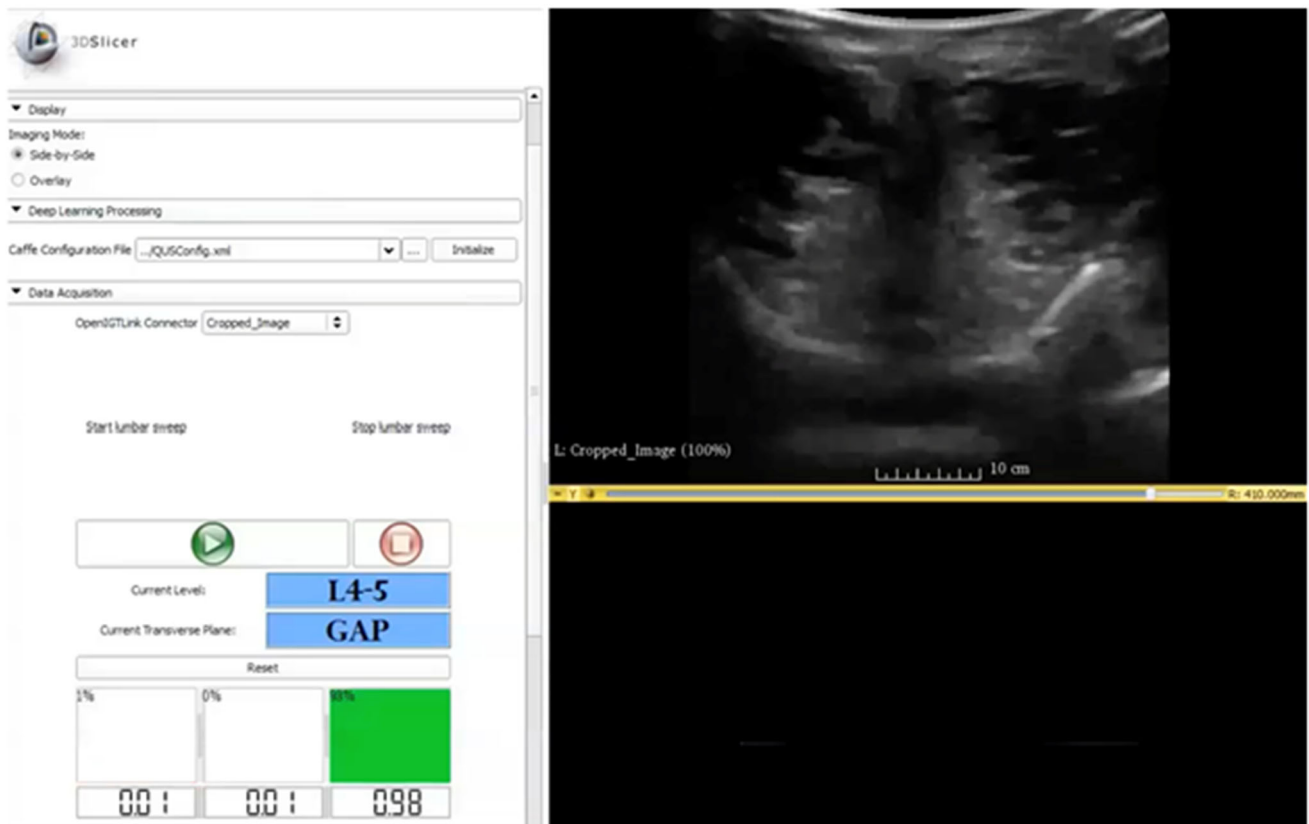 3DSlicer
Display
Imaging Mode:
Side-by-Side
Overlay
Deep Learning Processing
Caffe Configuration File .../QUSConfig.xml ... Initialize
Data Acquisition
OpenIGTLink Connector Cropped_Image
Start lumbar sweep Stop lumbar sweep
Current Level: L4-5
Current Transverse Plane: GAP
Reset
1% 0% 98%
0.01 0.01 0.98
L: Cropped_Image (100%)
10 cm
Y R: 410.000mm